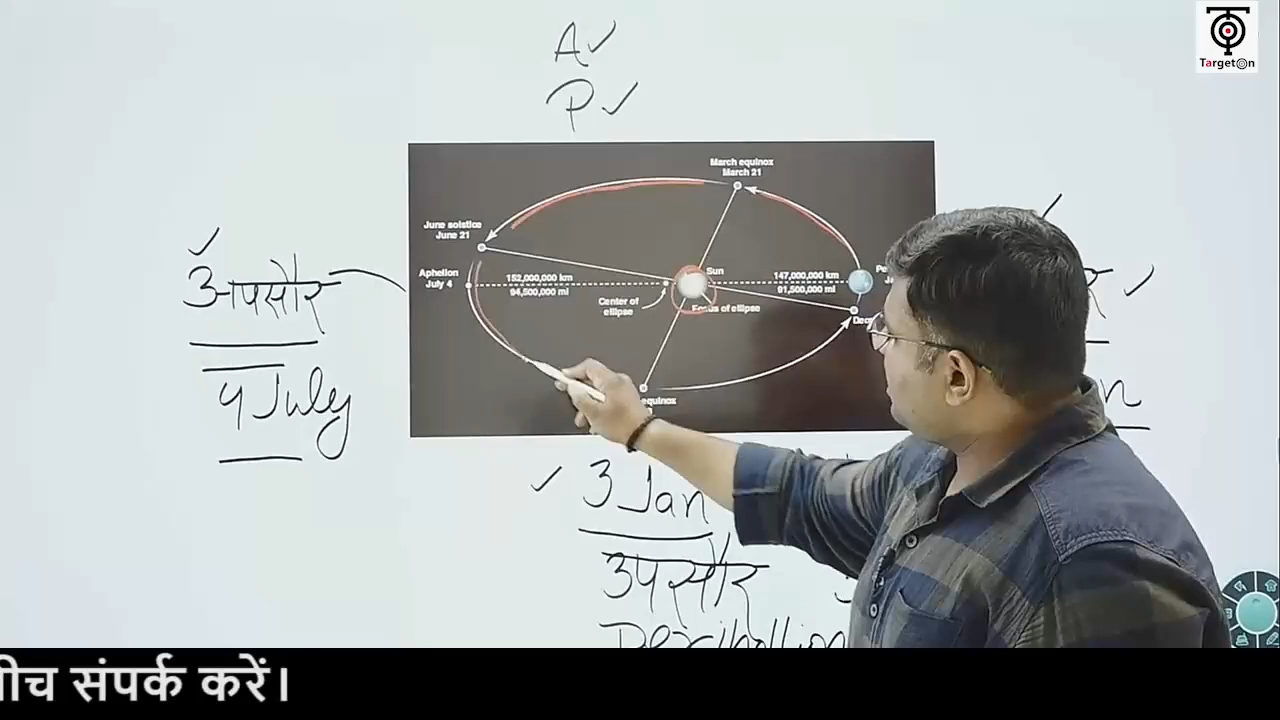 A
P
TargetOn
March equinox
March 21
June solstice
June 21
Aphelion
July 4
152,000,000 km
94,500,000 mi
Sun
147,000,000 km
91,500,000 mi
Center of
ellipse
of ellipse
equinox
अपसौर
4 July
3 Jan
उपसौर
नीच संपर्क करें।